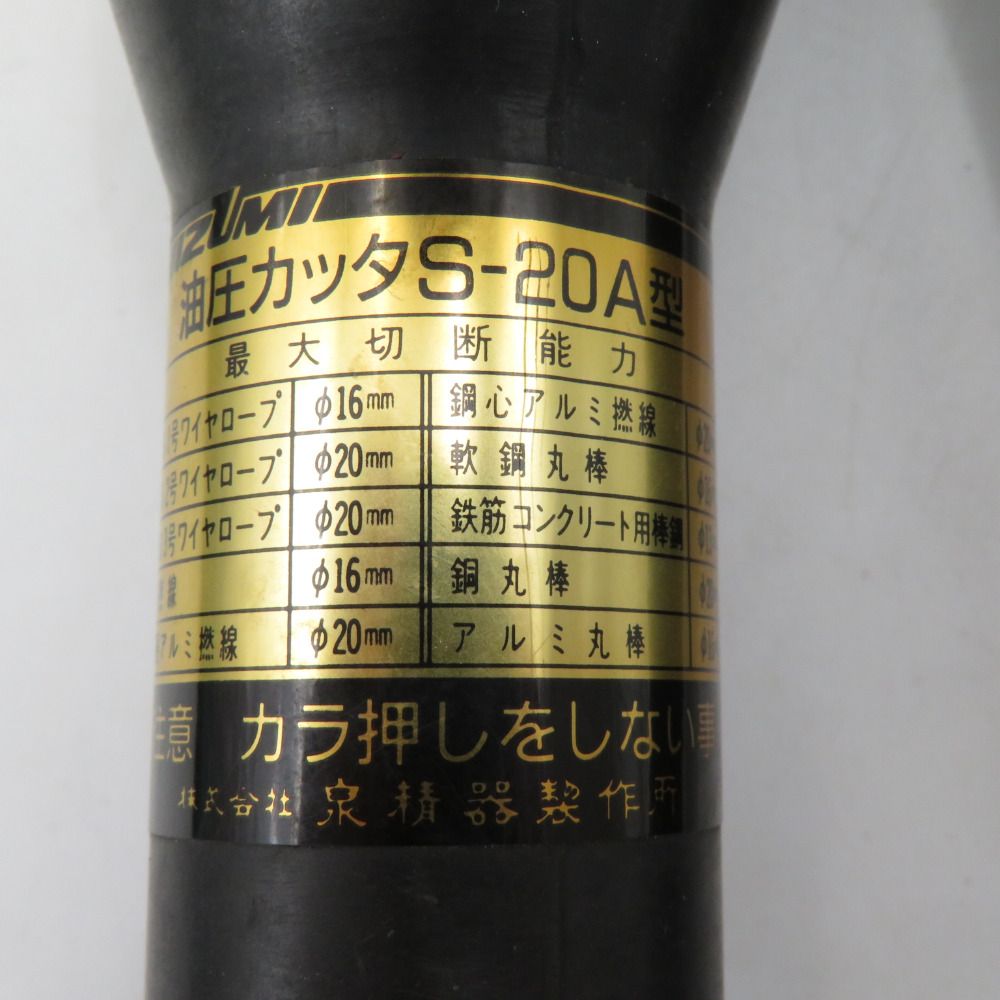 IZUMI
油圧カッタS-20A型
最大切断能力
号ワイヤロープ φ16mm 鋼心アルミ撚線
号ワイヤロープ φ20mm 軟鋼丸棒
号ワイヤロープ φ20mm 鉄筋コンクリート用棒鋼
線 φ16mm 銅丸棒
アルミ撚線 φ20mm アルミ丸棒
注意 カラ押しをしない事
株式会社 泉精器製作所